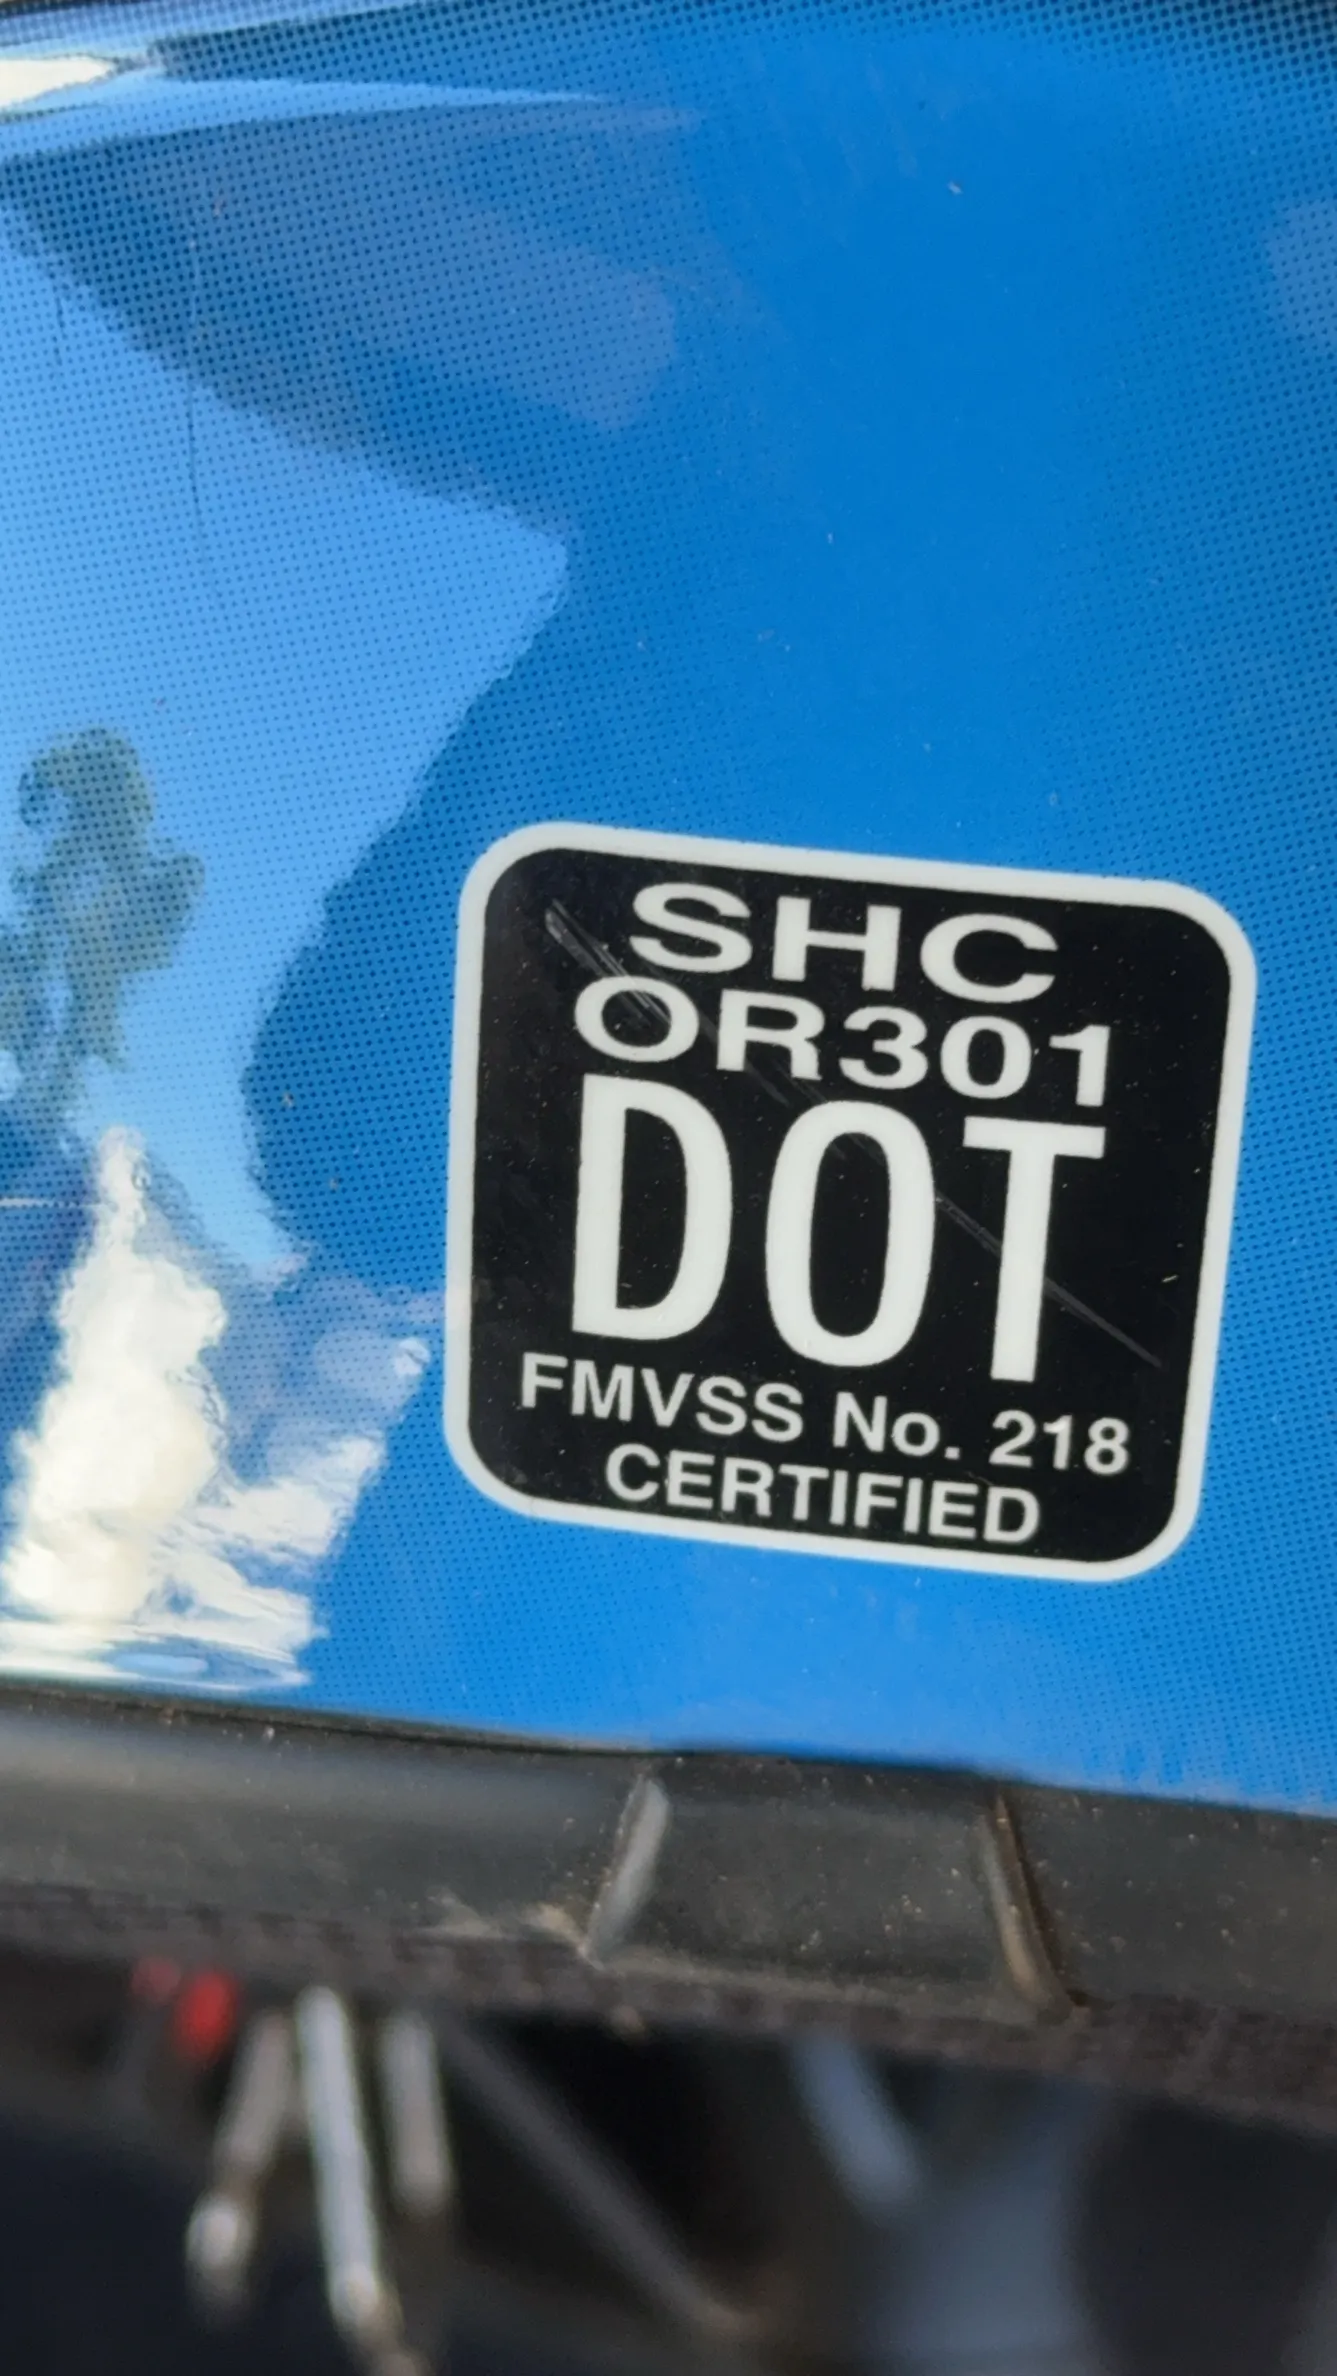 SHC
OR301
DOT
FMVSS No. 218
CERTIFIED